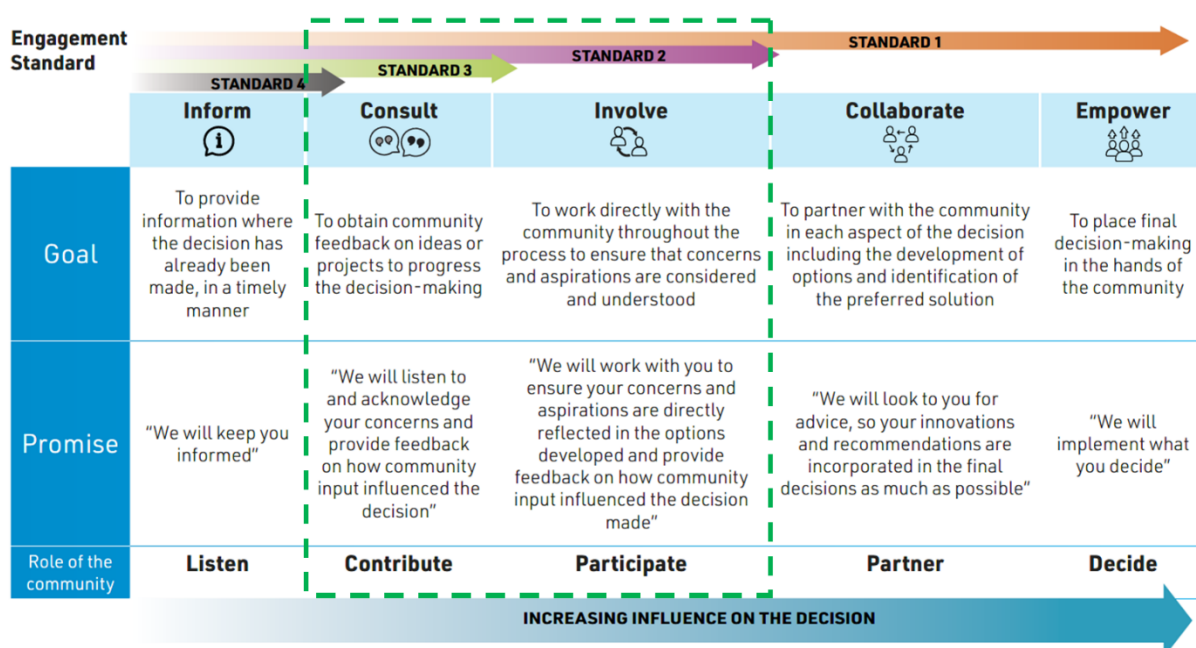 Engagement
Standard
STANDARD 1
STANDARD 2
STANDARD 3
STANDARD 4
Inform
i
Consult
Involve
Collaborate
Empower
Goal
To provide
information where
the decision has
already been
made, in a timely
manner
To obtain community
feedback on ideas or
projects to progress
the decision-making
To work directly with the
community throughout the
process to ensure that concerns
and aspirations are considered
and understood
To partner with the community
in each aspect of the decision
including the development of
options and identification of
the preferred solution
To place final
decision-making
in the hands of
the community
Promise
“We will keep you
informed”
“We will listen to
and acknowledge
your concerns and
provide feedback
on how community
input influenced the
decision”
“We will work with you to
ensure your concerns and
aspirations are directly
reflected in the options
developed and provide
feedback on how community
input influenced the decision
made”
“We will look to you for
advice, so your innovations
and recommendations are
incorporated in the final
decisions as much as possible”
“We will
implement what
you decide”
Role of the
community
Listen
Contribute
Participate
Partner
Decide
INCREASING INFLUENCE ON THE DECISION